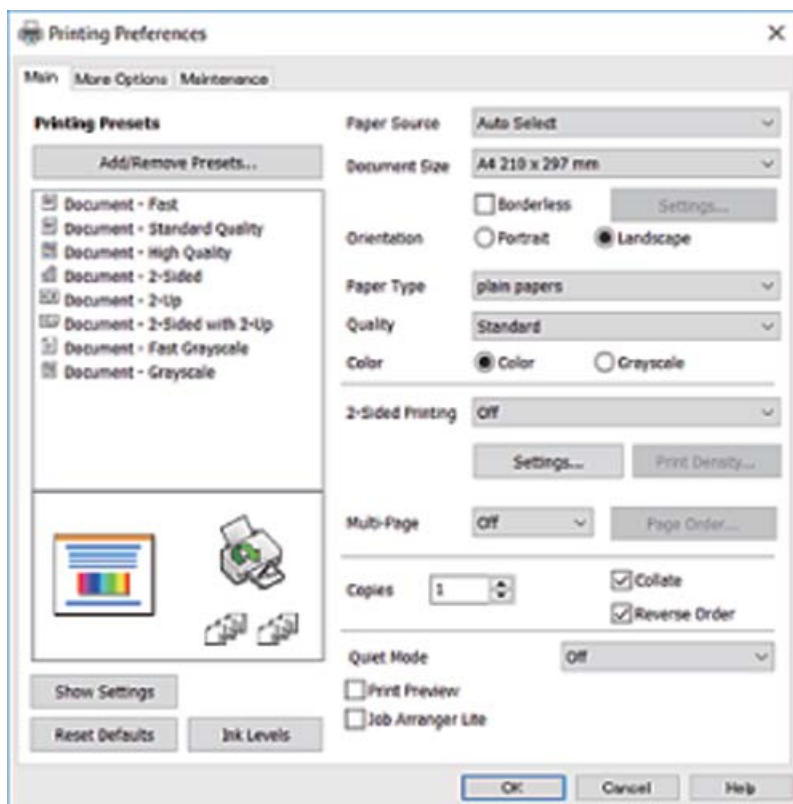 Printing Preferences
Main More Options Maintenance
Printing Presets
Add/Remove Presets...
Document - Fast
Document - Standard Quality
Document - High Quality
Document - 2-Sided
Document - 2-Up
Document - 2-Sided with 2-Up
Document - Fast Grayscale
Document - Grayscale
Show Settings
Reset Defaults Ink Levels
Paper Source Auto Select
Document Size A4 210 x 297 mm
Borderless Settings...
Orientation Portrait Landscape
Paper Type plain papers
Quality Standard
Color Color Grayscale
2-Sided Printing Off
Settings... Print Density...
Multi-Page Off Page Order...
Copies 1 Collate
Reverse Order
Quiet Mode Off
Print Preview
Job Arranger Lite
OK Cancel Help